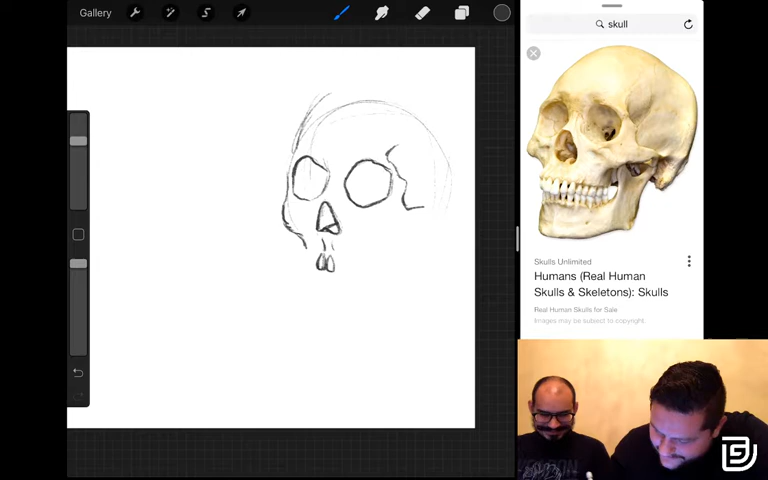 Gallery
skull
Skulls Unlimited
Humans (Real Human
Skulls & Skeletons): Skulls
Real Human Skulls for Sale
Images may be subject to copyright.